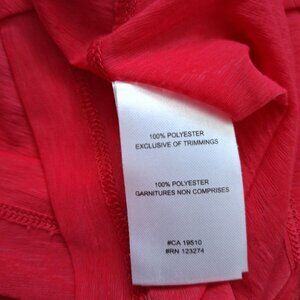 100% POLYESTER
EXCLUSIVE OF TRIMMINGS
100% POLYESTER
GARNITURES NON COMPRISES
#CA 19510
#RN 123274